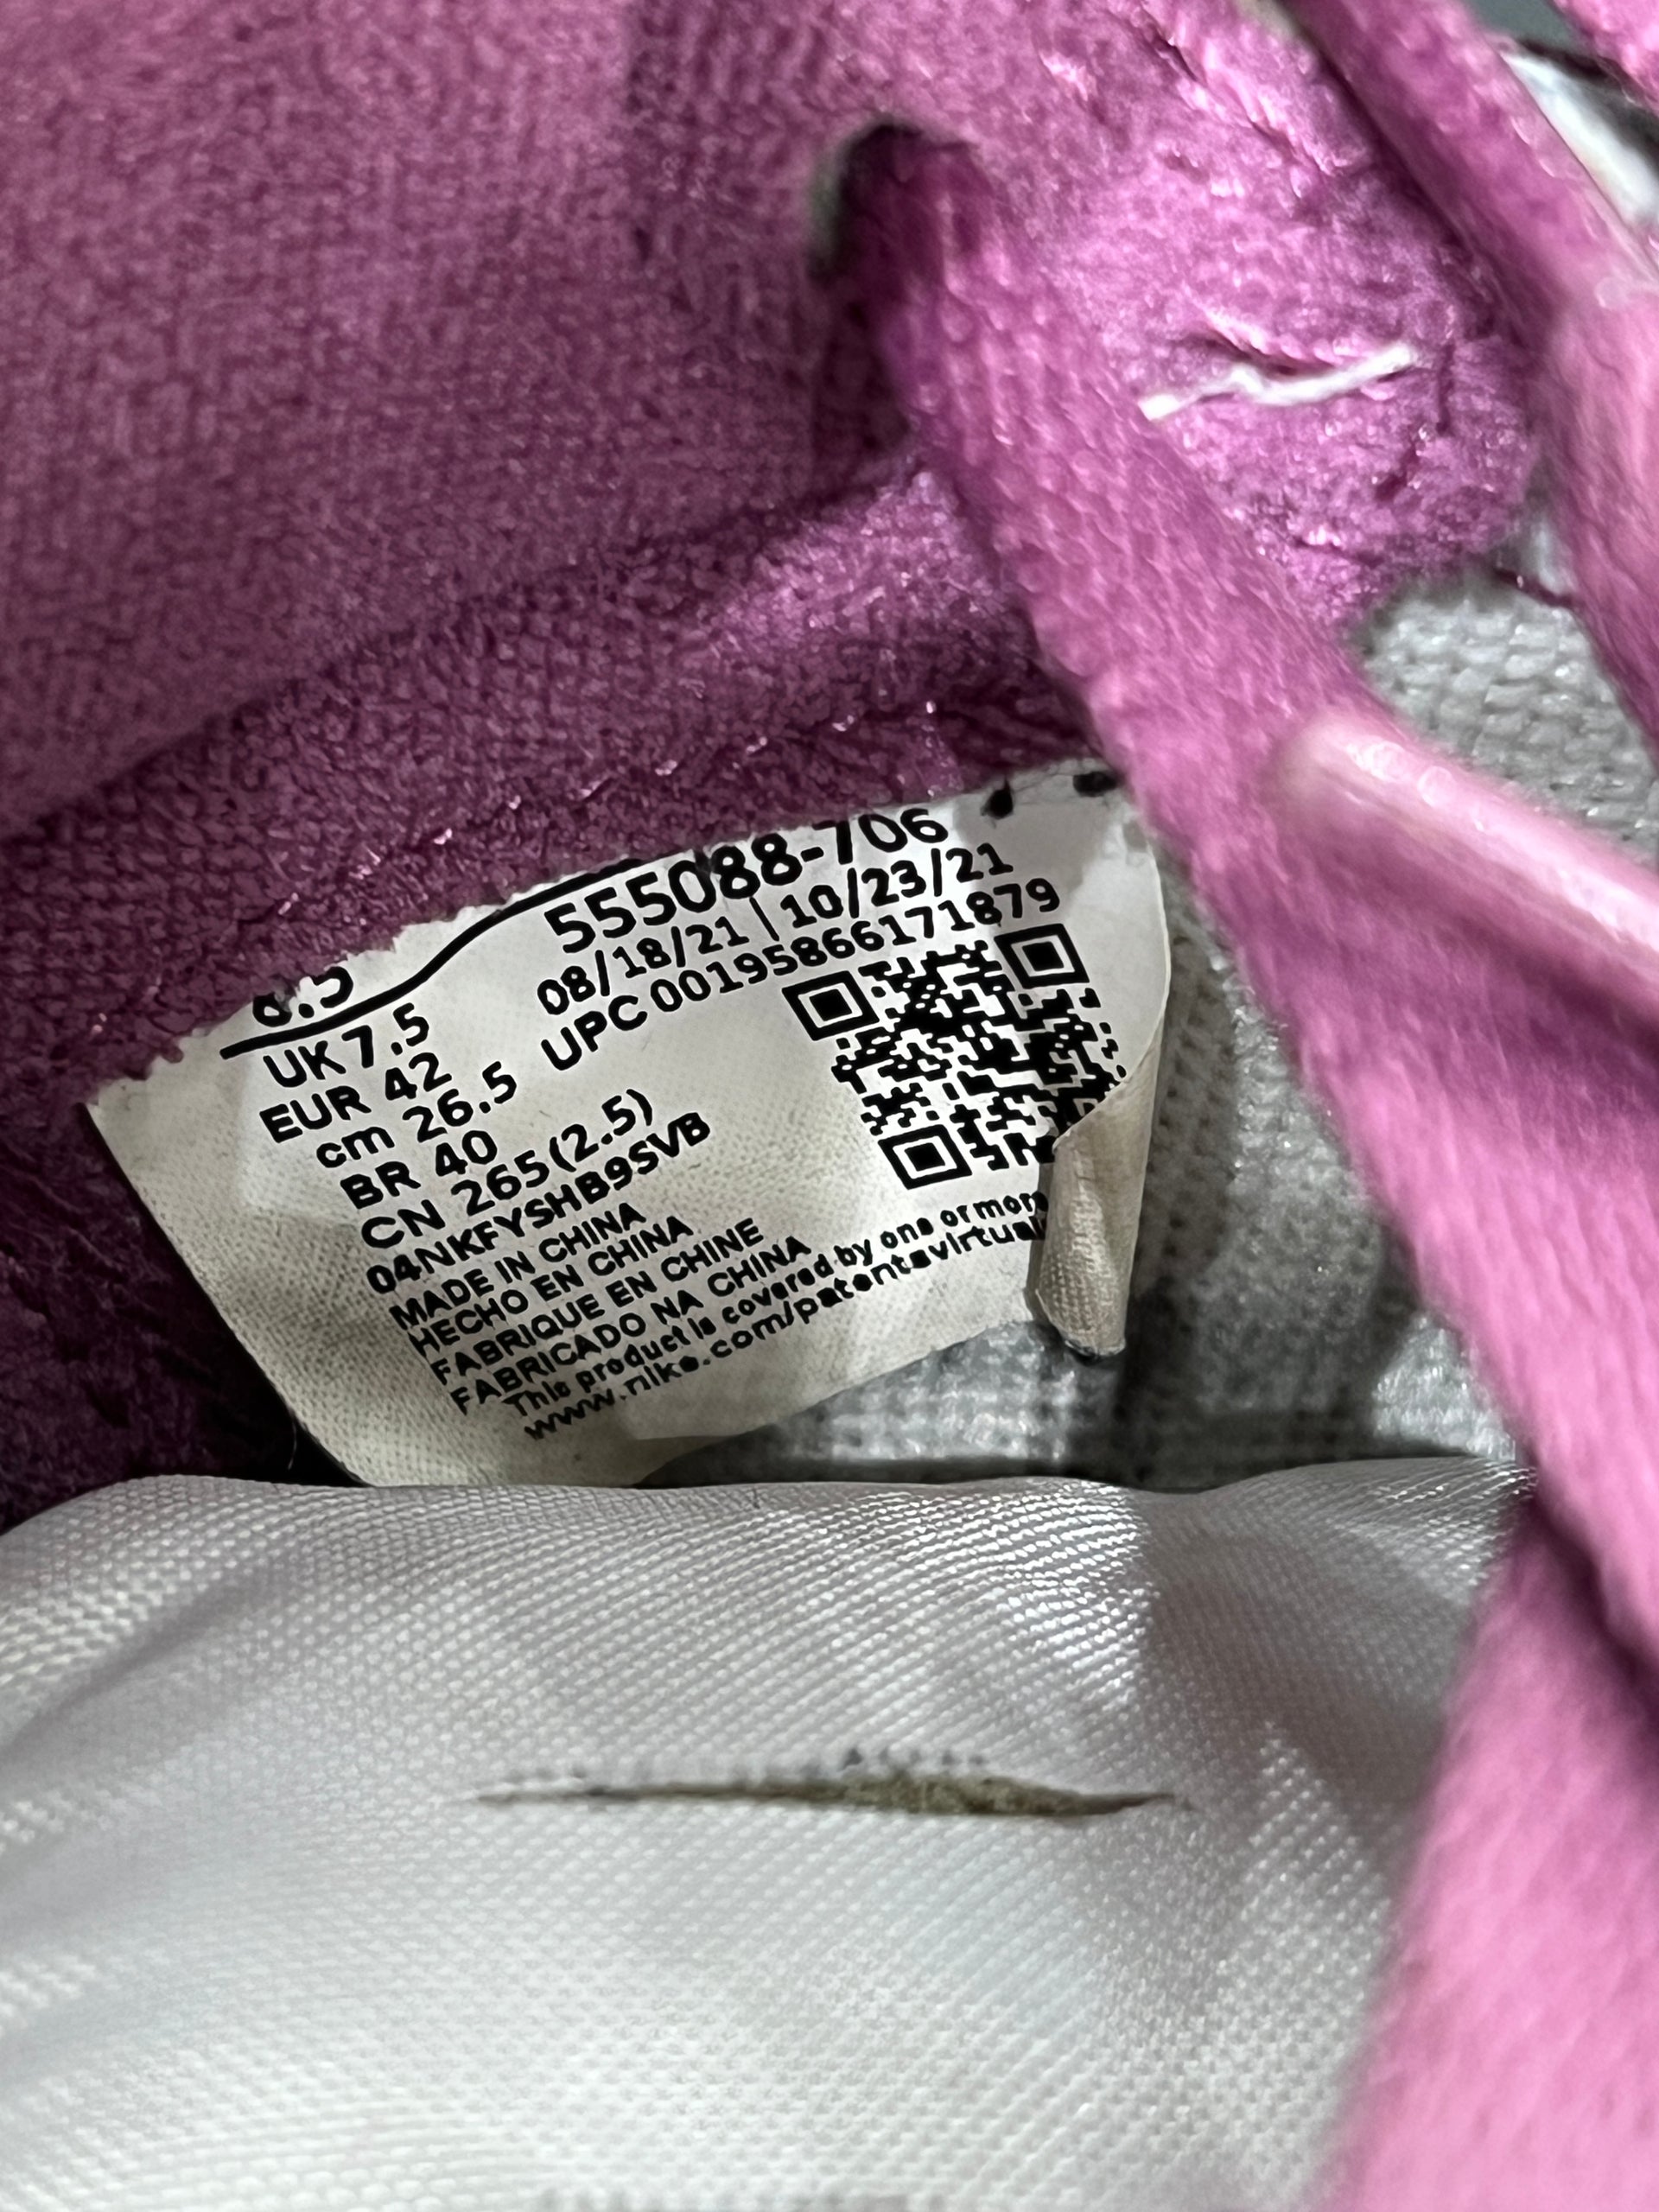 555088-706
08/18/21 | 10/23/21
UPC 00195866171879
8.5
UK 7.5
EUR 42
cm 26.5
BR 40
CN 265(2.5)
04NKFYSHB9SVB
MADE IN CHINA
HECHO EN CHINA
FABRIQUE EN CHINE
FABRICADO NA CHINA
This product is covered by one or more
www.nike.com/patentsvirtual